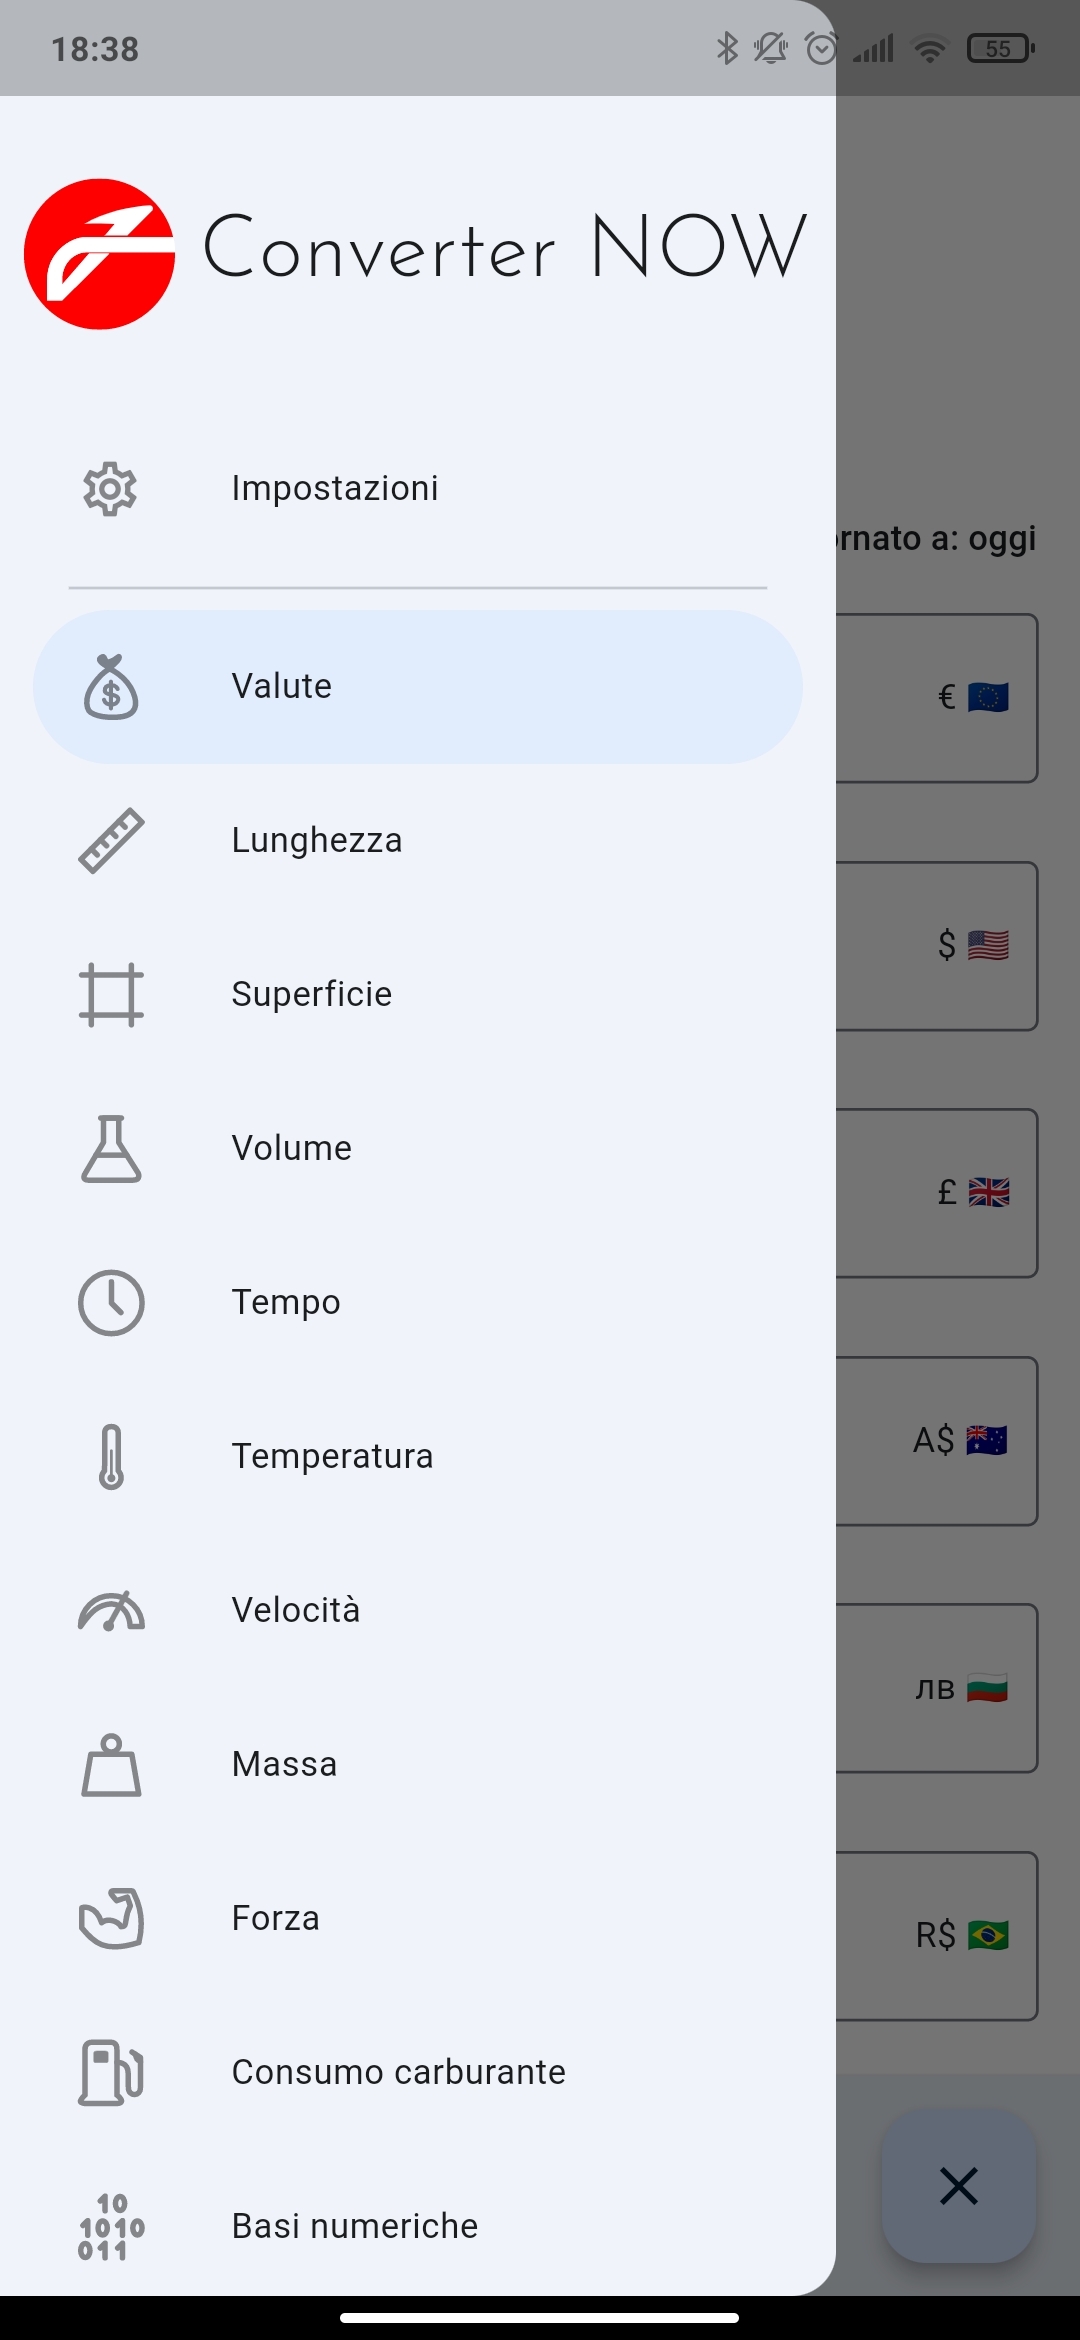 18:38
55
Converter NOW
Impostazioni
ornato a: oggi
Valute
€
Lunghezza
$
Superficie
Volume
£
Tempo
Temperatura
A$
Velocità
лв
Massa
Forza
R$
Consumo carburante
10
1010
011
Basi numeriche